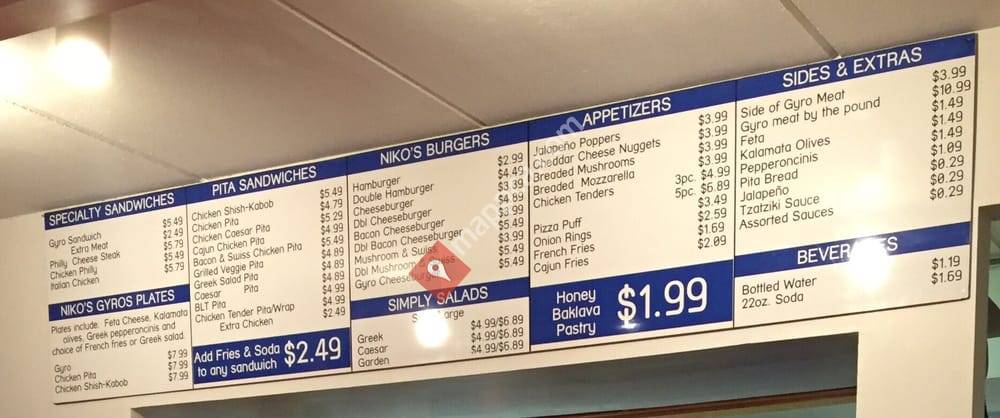 SPECIALTY SANDWICHES
Gyro Sandwich $5.49
Extra Meat $2.49
Philly Cheese Steak $5.79
Chicken Philly $5.49
Italian Chicken $5.79
NIKO'S GYROS PLATES
Plates include: Feta Cheese, Kalamata
olives, Greek pepperoncinis and
choice of French fries or Greek salad.
Gyro $7.99
Chicken Pita $7.99
Chicken Shish-Kabob $7.99
PITA SANDWICHES
Chicken Shish-Kabob $5.49
Chicken Pita $4.79
Chicken Caesar Pita $5.29
Cajun Chicken Pita $4.99
Bacon & Suwiss Chicken Pita $5.49
Grilled Veggie Pita $4.89
Greek Salad Pita $4.89
Caesar Pita $4.89
BLT Pita $4.99
Chicken Tender Pita/Wrap $4.99
Extra Chicken $2.49
Add Fries & Soda
to any sandwich $2.49
NIKO'S BURGERS
Hamburger $2.99
Double Hamburger $4.49
Cheeseburger $3.39
Dbl Cheeseburger $4.89
Bacon Cheeseburger $3.99
Dbl Bacon Cheeseburger $5.49
Mushroom & Swiss $3.99
Dbl Mushroom $5.49
Gyro Cheeseburger $5.49
SIMPLY SALADS
Greek $4.99/$6.89
Caesar $4.99/$6.89
Garden $4.99/$6.89
APPETIZERS
Jalapeño Poppers $3.99
Cheddar Cheese Nuggets $3.99
Breaded Mushrooms $3.99
Breaded Mozzarella $3.99
Chicken Tenders 3pc. $4.99
5pc. $6.89
Pizza Puff $3.49
Onion Rings $2.59
French Fries $1.69
Cajun Fries $2.09
Honey
Baklava
Pastry $1.99
SIDES & EXTRAS
Side of Gyro Meat $3.99
Gyro meat by the pound $10.99
Feta $1.49
Kalamata Olives $1.49
Pepperoncinis $1.49
Pita Bread $1.09
Jalapeño $0.29
Tzatziki Sauce $0.29
Assorted Sauces $0.29
BEVERAGES
Bottled Water $1.19
22oz. Soda $1.69